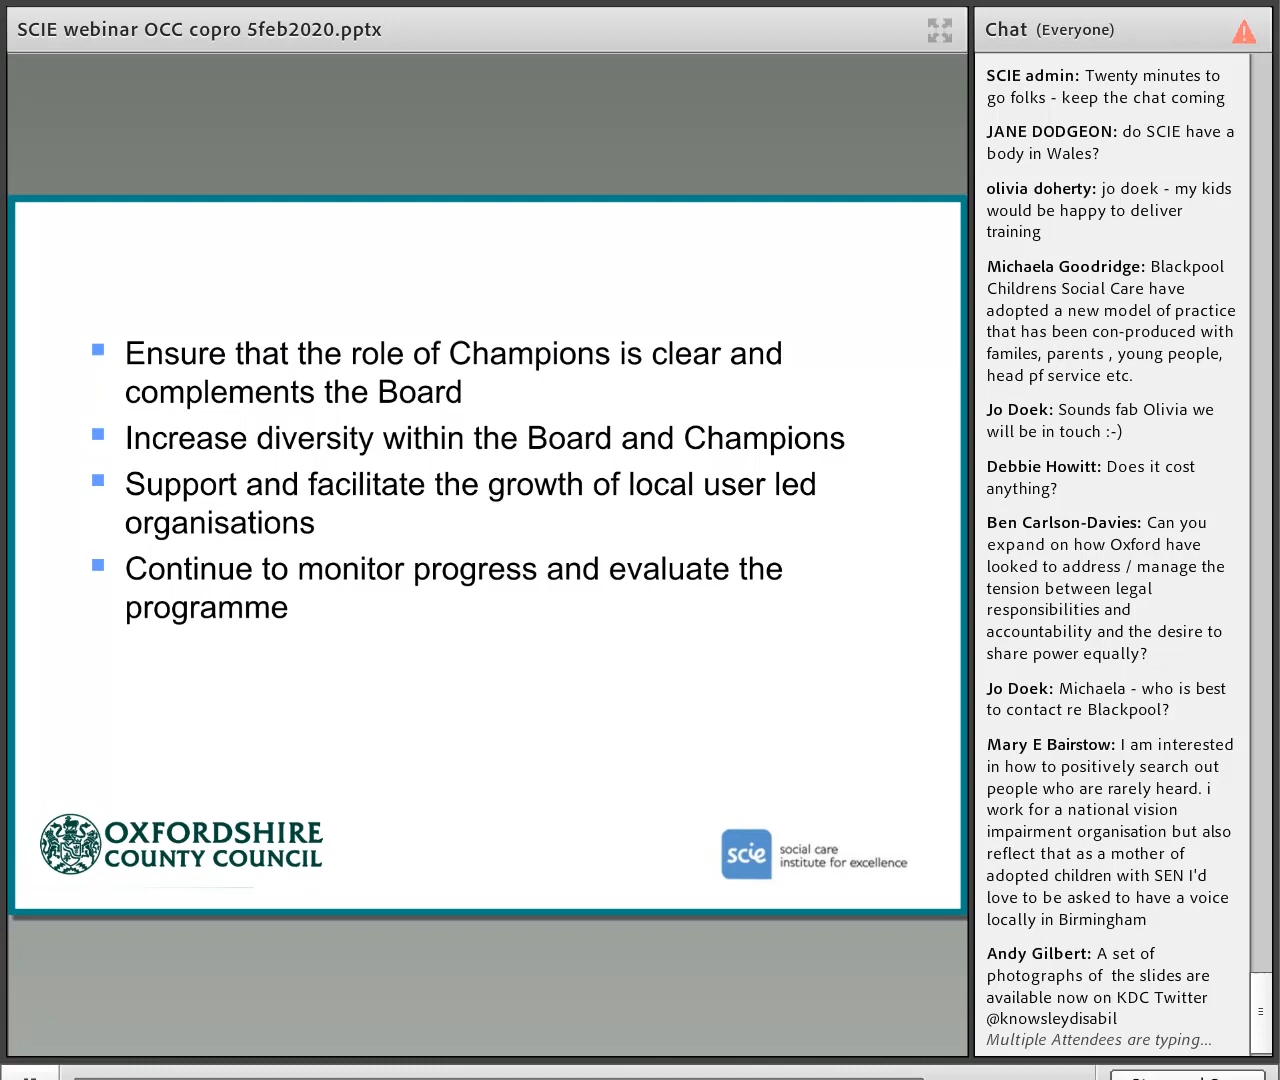 SCIE webinar OCC copro 5feb2020.pptx
Ensure that the role of Champions is clear and
complements the Board
Increase diversity within the Board and Champions
Support and facilitate the growth of local user led
organisations
Continue to monitor progress and evaluate the
programme
OXFORDSHIRE
COUNTY COUNCIL
scie
social care
institute for excellence
Chat (Everyone)
SCIE admin: Twenty minutes to
go folks - keep the chat coming
JANE DODGEON: do SCIE have a
body in Wales?
olivia doherty: jo doek - my kids
would be happy to deliver
training
Michaela Goodridge: Blackpool
Childrens Social Care have
adopted a new model of practice
that has been con-produced with
familes, parents , young people,
head pf service etc.
Jo Doek: Sounds fab Olivia we
will be in touch :-)
Debbie Howitt: Does it cost
anything?
Ben Carlson-Davies: Can you
expand on how Oxford have
looked to address / manage the
tension between legal
responsibilities and
accountability and the desire to
share power equally?
Jo Doek: Michaela - who is best
to contact re Blackpool?
Mary E Bairstow: I am interested
in how to positively search out
people who are rarely heard. i
work for a national vision
impairment organisation but also
reflect that as a mother of
adopted children with SEN I'd
love to be asked to have a voice
locally in Birmingham
Andy Gilbert: A set of
photographs of the slides are
available now on KDC Twitter
@knowsleydisabil
Multiple Attendees are typing...